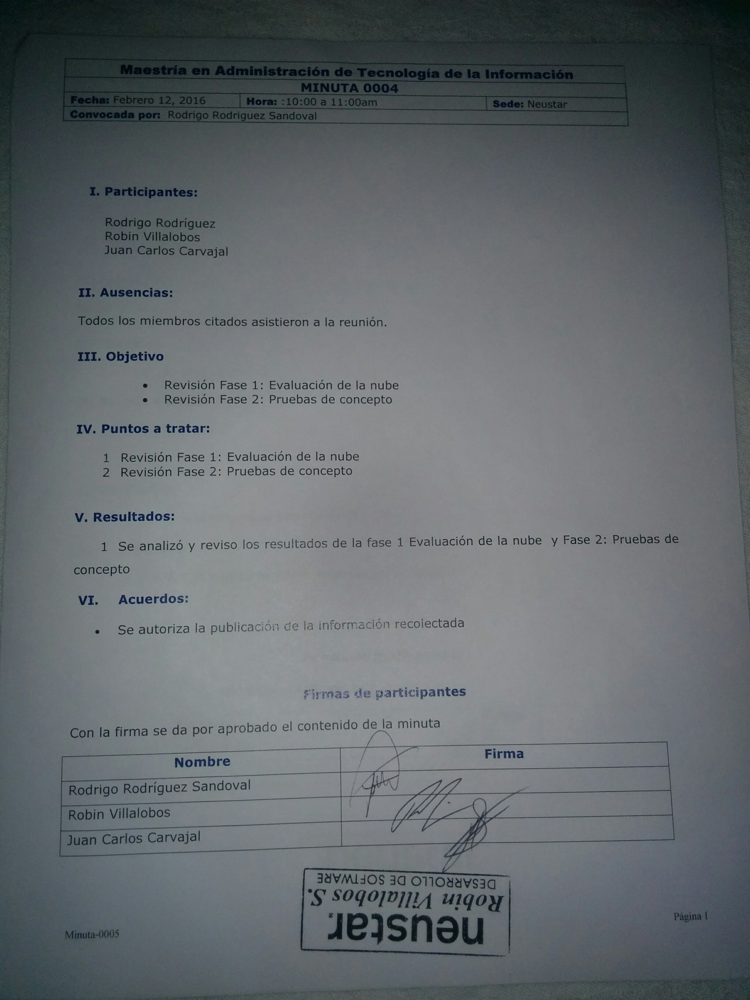 Maestría en Administración de Tecnología de la Información
MINUTA 0004
Fecha: Febrero 12, 2016 Hora: :10:00 a 11:00am Sede: Neustar
Convocada por: Rodrigo Rodriguez Sandoval
I. Participantes:
Rodrigo Rodríguez
Robin Villalobos
Juan Carlos Carvajal
II. Ausencias:
Todos los miembros citados asistieron a la reunión.
III. Objetivo
• Revisión Fase 1: Evaluación de la nube
• Revisión Fase 2: Pruebas de concepto
IV. Puntos a tratar:
1 Revisión Fase 1: Evaluación de la nube
2 Revisión Fase 2: Pruebas de concepto
V. Resultados:
1 Se analizó y reviso los resultados de la fase 1 Evaluación de la nube y Fase 2: Pruebas de
concepto
VI. Acuerdos:
• Se autoriza la publicación de la información recolectada
Firmas de participantes
Con la firma se da por aprobado el contenido de la minuta
Nombre Firma
Rodrigo Rodríguez Sandoval
Robin Villalobos
Juan Carlos Carvajal
neustar
Robin Villalobos S.
DESARROLLO DE SOFTWARE
Minuta-0005 Página 1